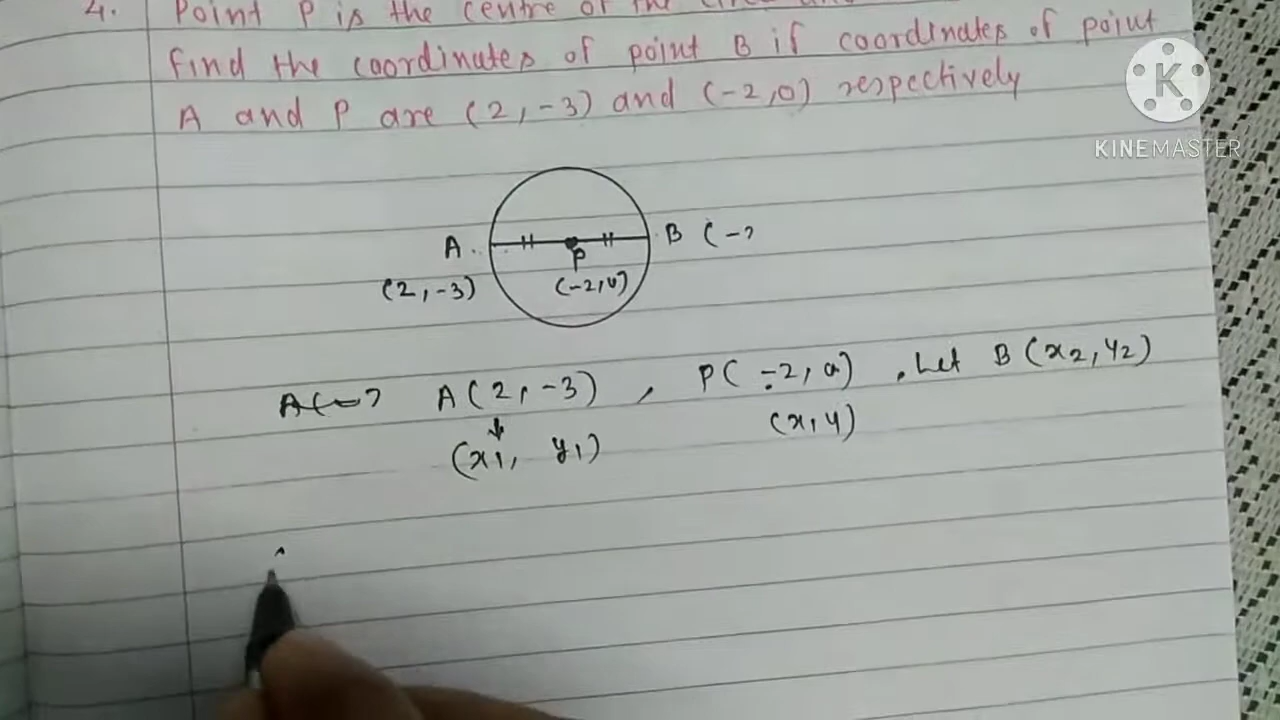 4. Point P is the centre of the
find the coordinates of point B if coordinates of point
A and P are (2,-3) and (-2,0) respectively
K
KINEMASTER
A B (-?
P
(2,-3) (-2,0)
A(2,-3), P(-2,0), Let B(x2,y2)
(x1, y1) (x,y)